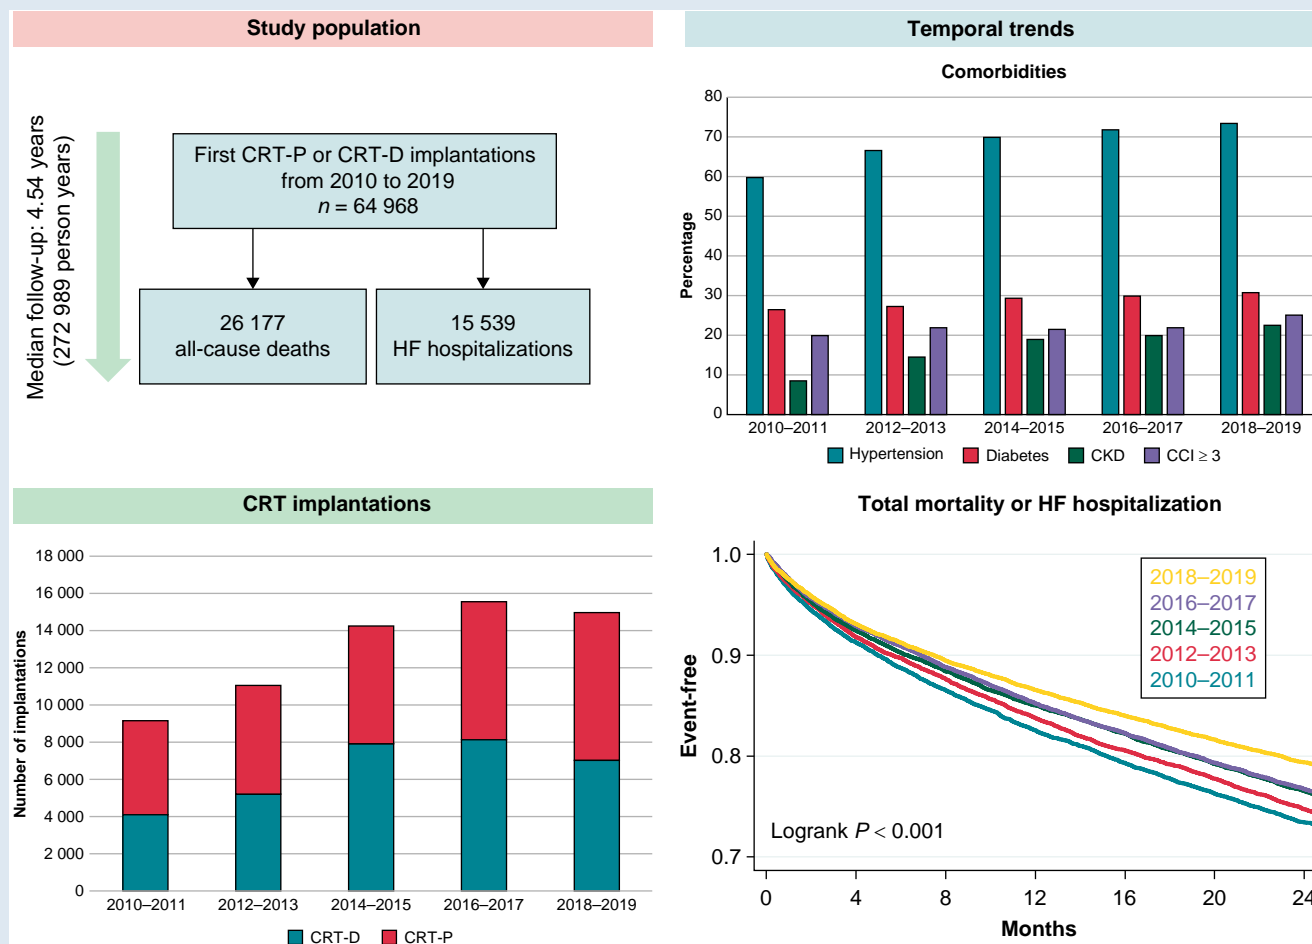 Study population
Median follow-up: 4.54 years
(272 989 person years)
First CRT-P or CRT-D implantations
from 2010 to 2019
n = 64 968
26 177
all-cause deaths
15 539
HF hospitalizations
Temporal trends
Comorbidities
Percentage
80
70
60
50
40
30
20
10
0
2010–2011
2012–2013
2014–2015
2016–2017
2018–2019
Hypertension
Diabetes
CKD
CCI ≥ 3
CRT implantations
Number of implantations
18 000
16 000
14 000
12 000
10 000
8 000
6 000
4 000
2 000
0
2010–2011
2012–2013
2014–2015
2016–2017
2018–2019
CRT-D
CRT-P
Total mortality or HF hospitalization
Event-free
1.0
0.9
0.8
0.7
2018–2019
2016–2017
2014–2015
2012–2013
2010–2011
Logrank P < 0.001
0
4
8
12
16
20
24
Months